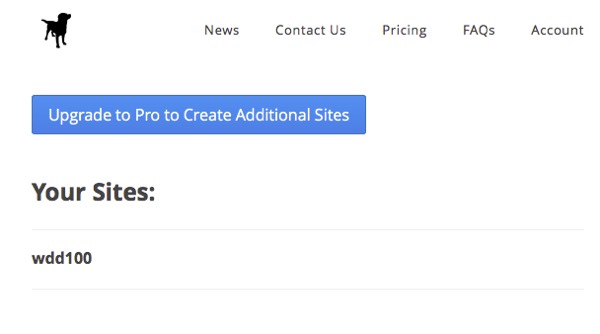 News Contact Us Pricing FAQs Account
Upgrade to Pro to Create Additional Sites
Your Sites:
wdd100